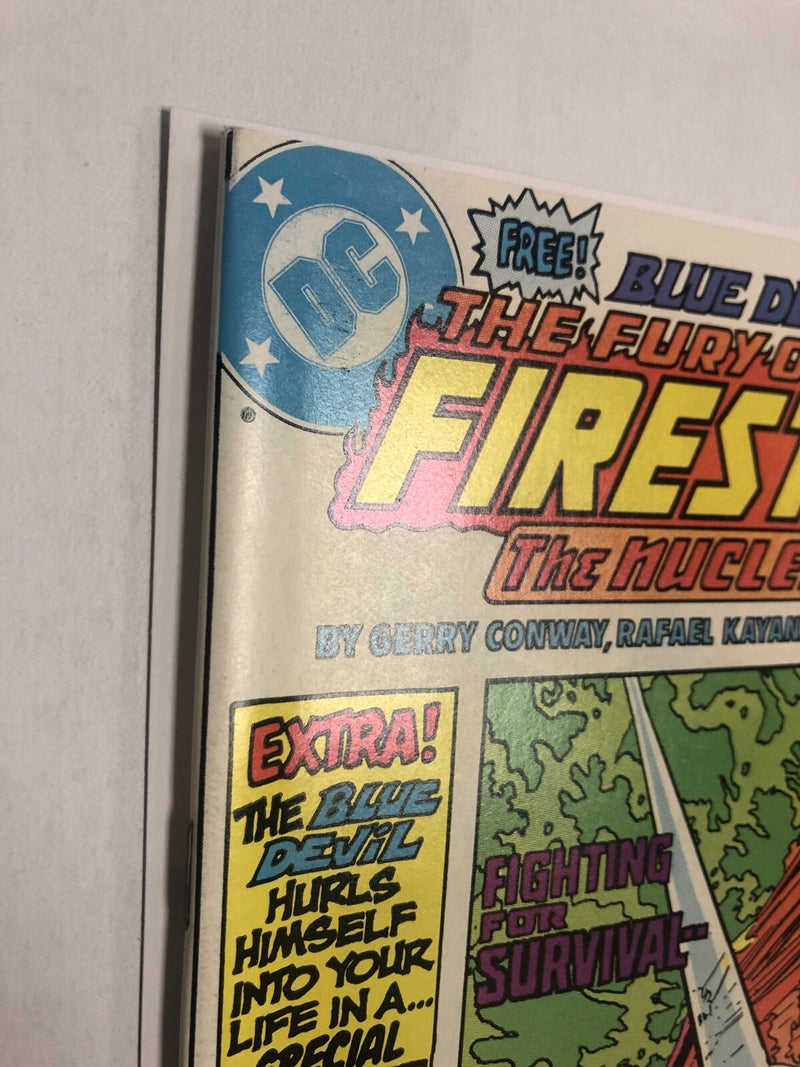 DC
FREE!
BLUE
THE FURY
FIRES
THE NUCLE
BY GERRY CONWAY, RAFAEL KAYAN
EXTRA!
THE BLUE
DEVIL
HURLS
HIMSELF
INTO YOUR
LIFE IN A...
SPECIAL
FIGHTING
FOR
SURVIVAL--